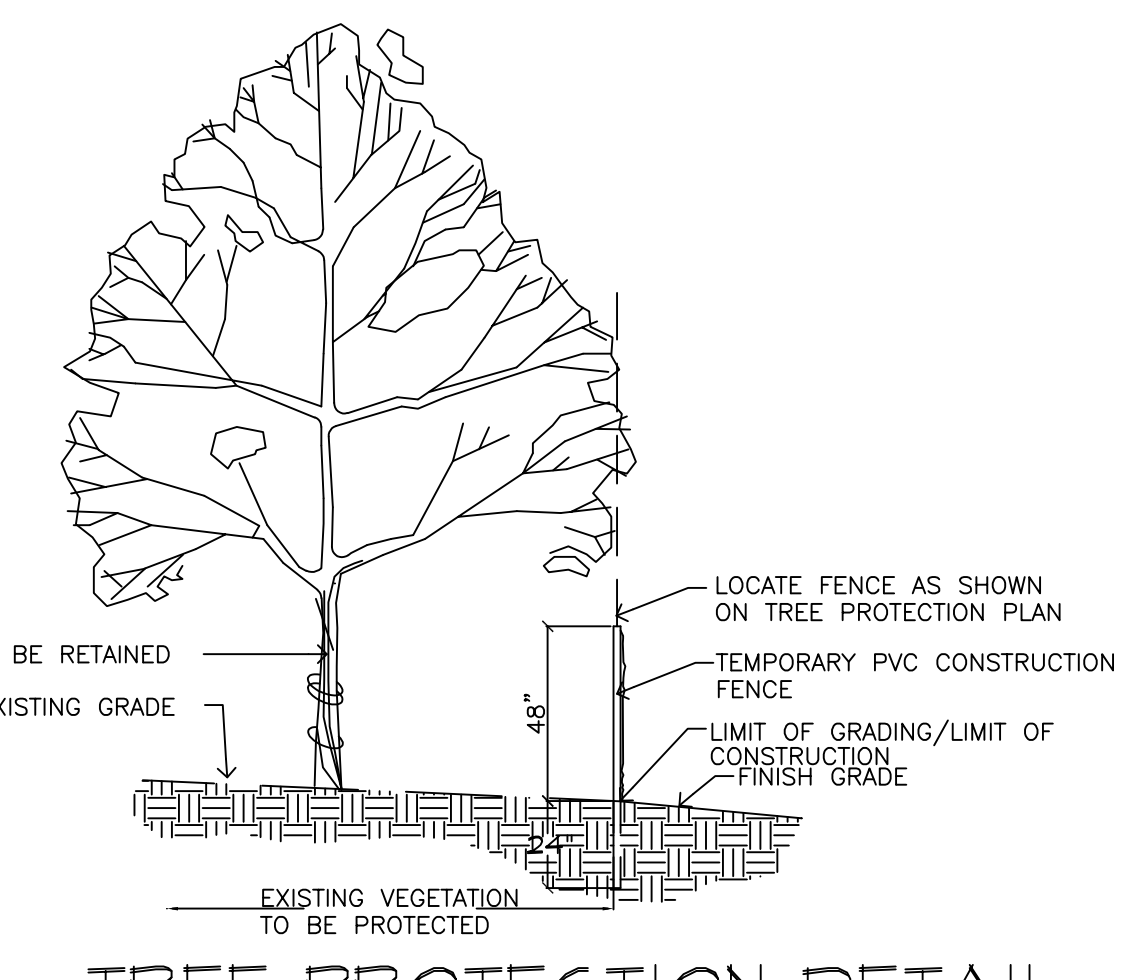 LOCATE FENCE AS SHOWN
ON TREE PROTECTION PLAN
BE RETAINED
TEMPORARY PVC CONSTRUCTION
FENCE
XISTING GRADE
48"
LIMIT OF GRADING/LIMIT OF
CONSTRUCTION
FINISH GRADE
24"
EXISTING VEGETATION
TO BE PROTECTED
TREE PROTECTION DETAIL